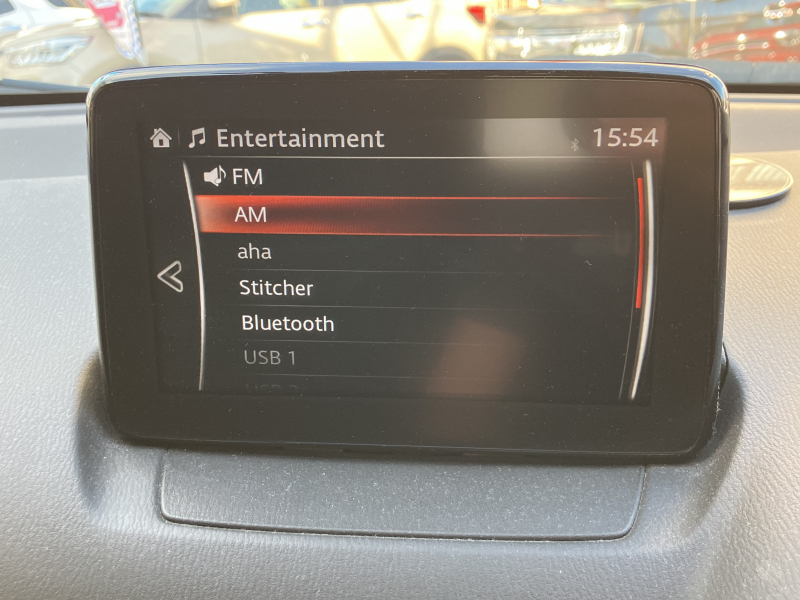 Entertainment 15:54
FM
AM
aha
Stitcher
Bluetooth
USB 1